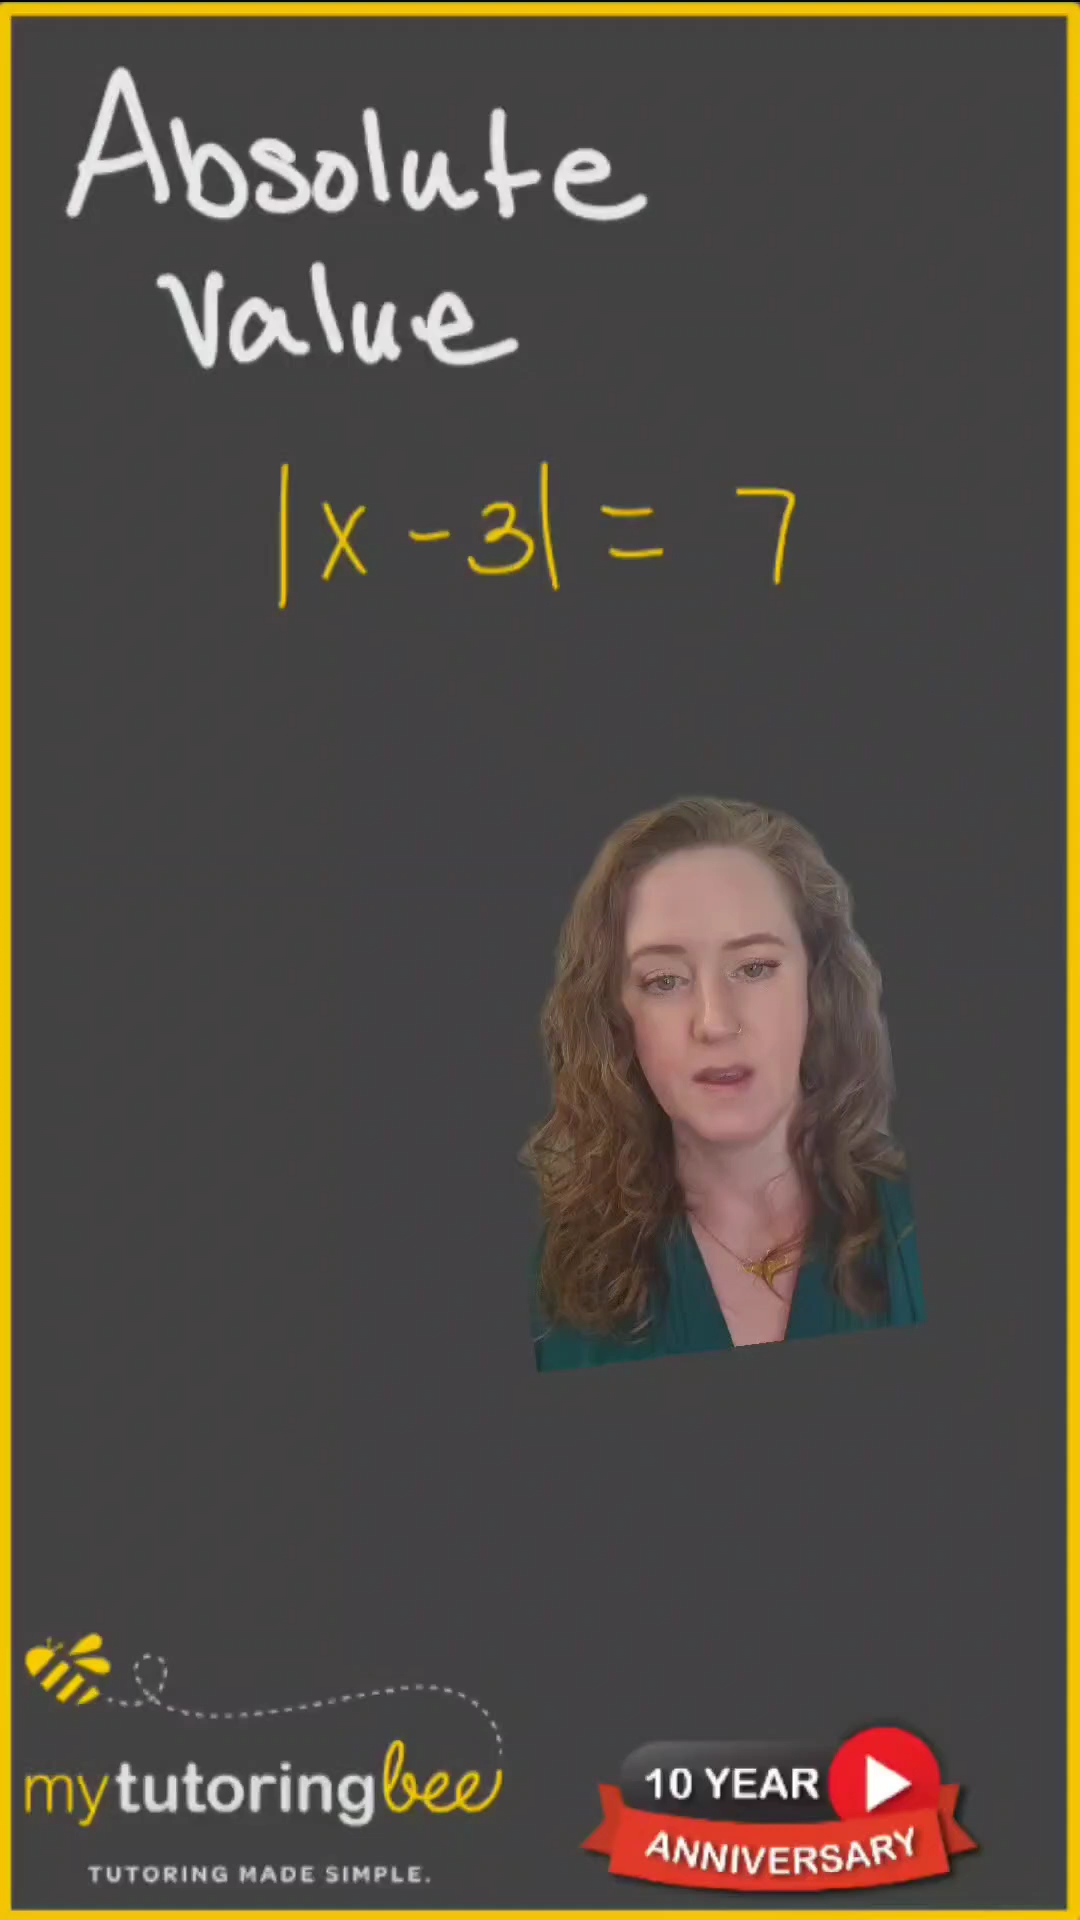 Absolute
Value
|x - 3| = 7
mytutoringbee
TUTORING MADE SIMPLE.
10 YEAR
ANNIVERSARY